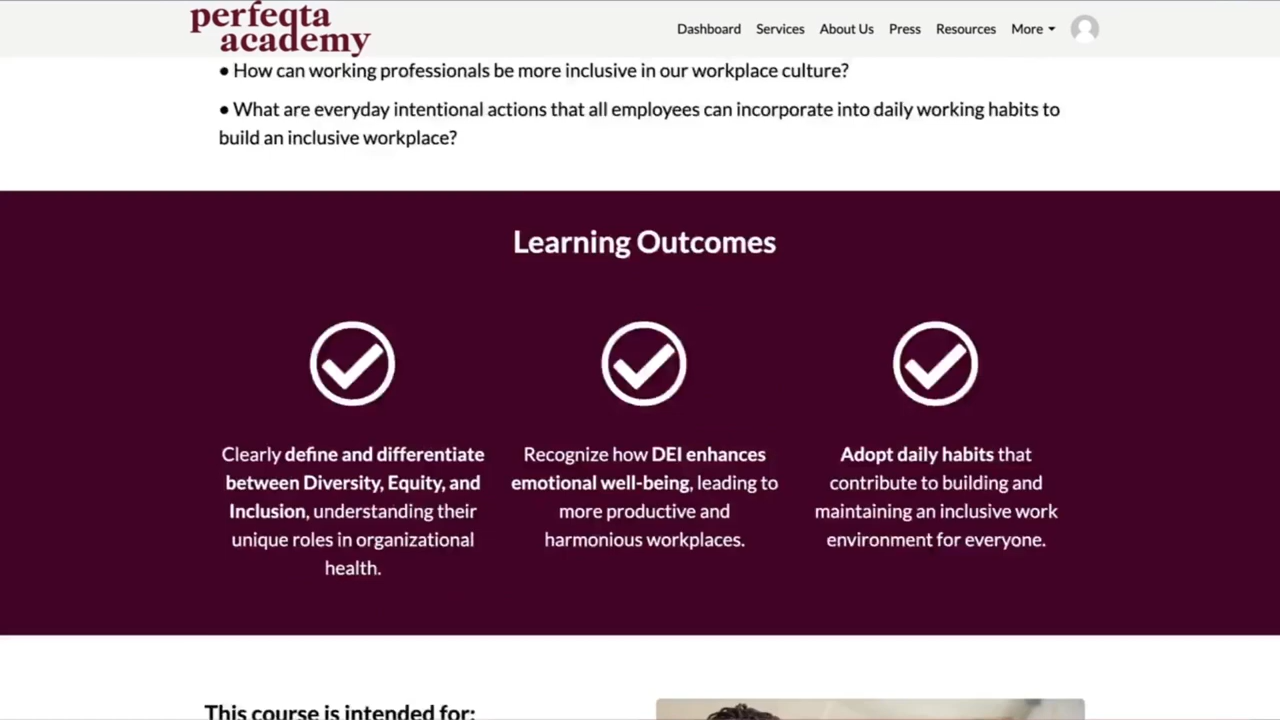 perfeqta
academy
Dashboard Services About Us Press Resources More
• How can working professionals be more inclusive in our workplace culture?
• What are everyday intentional actions that all employees can incorporate into daily working habits to
build an inclusive workplace?
Learning Outcomes
Clearly define and differentiate
between Diversity, Equity, and
Inclusion, understanding their
unique roles in organizational
health.
Recognize how DEI enhances
emotional well-being, leading to
more productive and
harmonious workplaces.
Adopt daily habits that
contribute to building and
maintaining an inclusive work
environment for everyone.
This course is intended for: